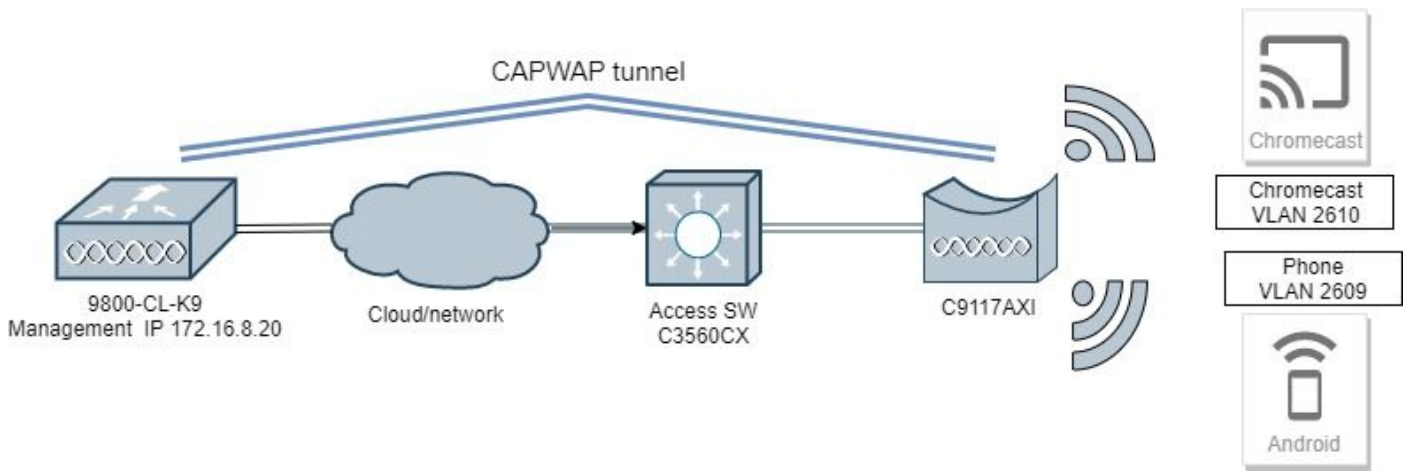 CAPWAP tunnel
9800-CL-K9
Management IP 172.16.8.20
Cloud/network
Access SW
C3560CX
C9117AXI
Chromecast
Chromecast
VLAN 2610
Phone
VLAN 2609
Android